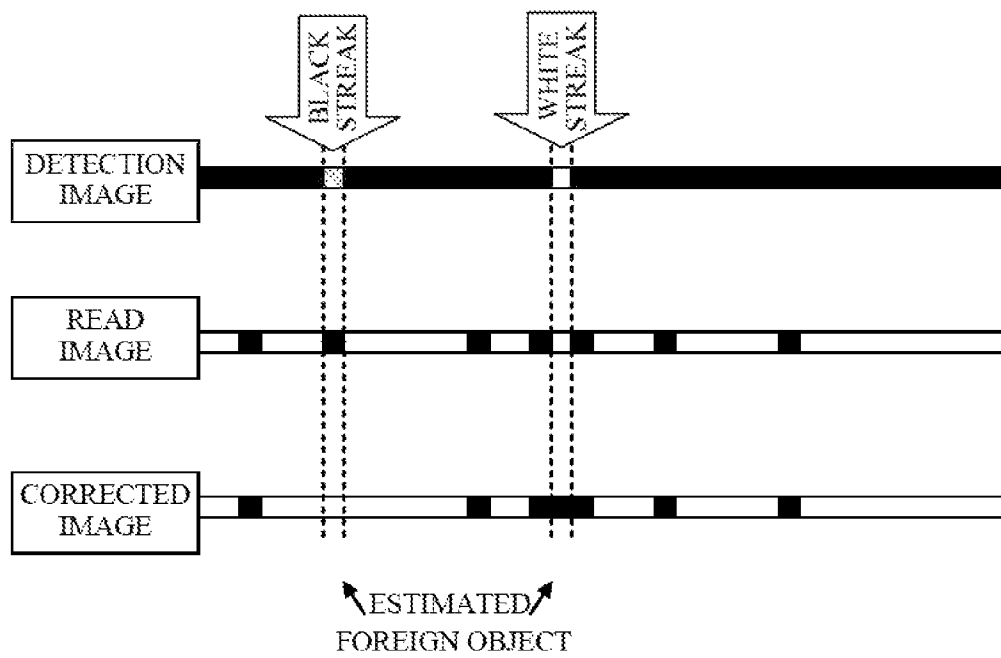 BLACK
STREAK
WHITE
STREAK
DETECTION
IMAGE
READ
IMAGE
CORRECTED
IMAGE
ESTIMATED
FOREIGN OBJECT